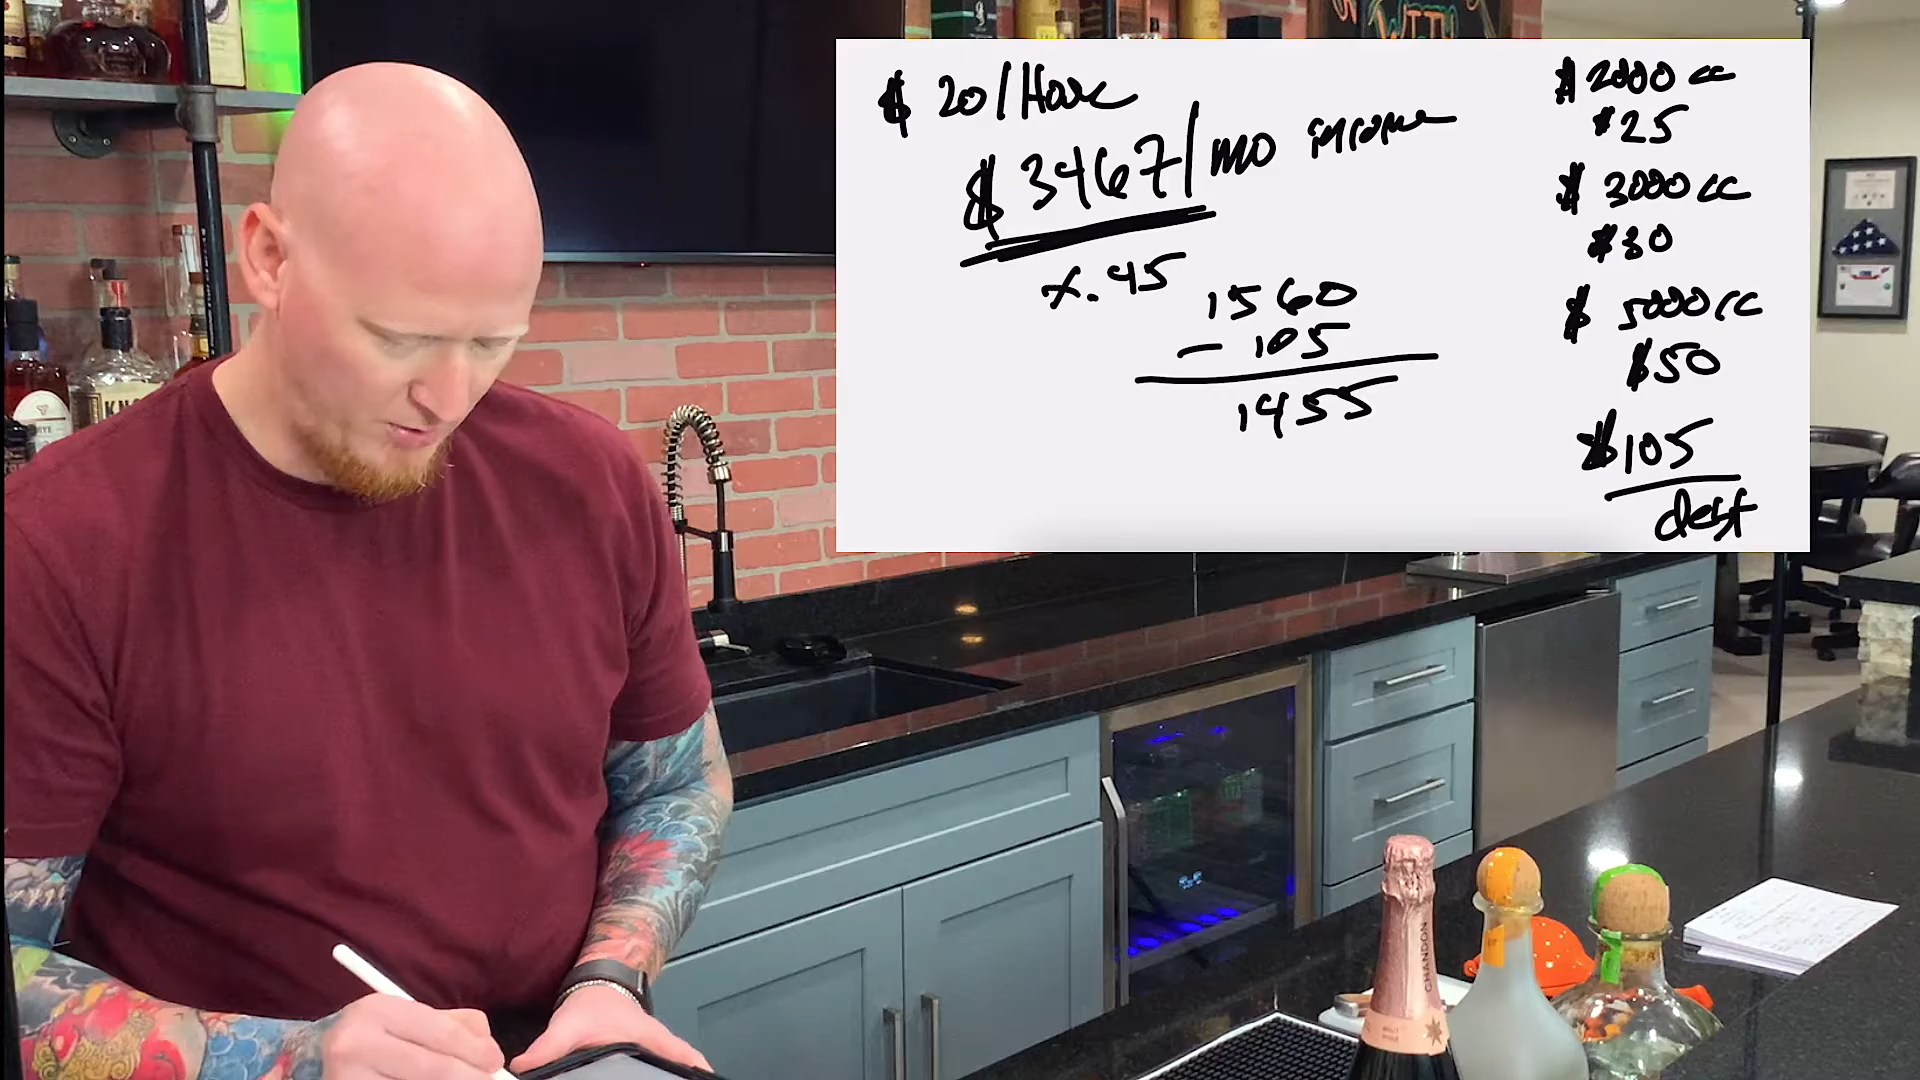 $ 20/Hour
$ 3467/mo income
x.45
1560
- 105
1455
$ 2000 cc
$25
$ 3000 cc
$30
$ 5000 cc
$50
$105
debt
CHANDON